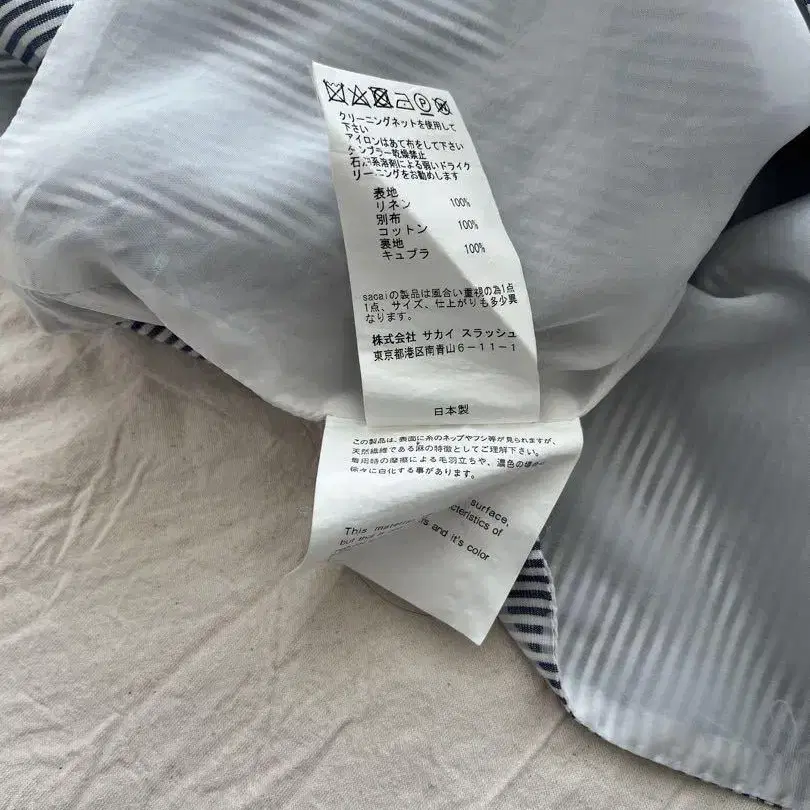 クリーニングネットを使用して
下さい
アイロンはあて布をして下さい
タンブラー乾燥禁止
石油系溶剤による弱いドライク
リーニングをお勧めします
表地
リネン 100%
別布
コットン 100%
裏地
キュプラ 100%
sacaiの製品は風合い重視の為1点
1点、サイズ、仕上がりも多少異
なります。
株式会社 サカイ スラッシュ
東京都港区南青山6-11-1
日本製
この製品は、表面に糸のネップやフシ等が見られますが、
天然繊維である麻の特徴としてご理解下さい。
着用時の摩擦による毛羽立ちや、濃色の場合
徐々に白化する事があります。
surface,
This cteristics of
but and it's color